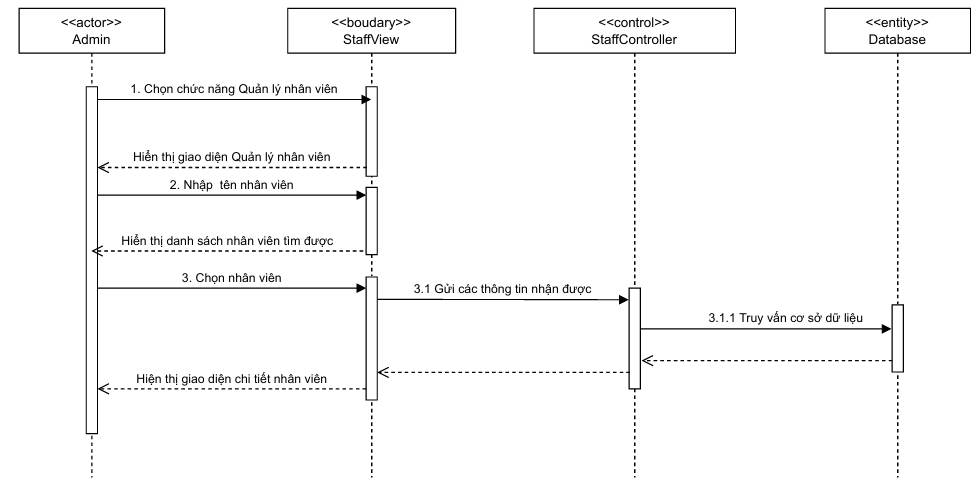 <<actor>>
Admin
<<boudary>>
StaffView
<<control>>
StaffController
<<entity>>
Database
1. Chọn chức năng Quản lý nhân viên
Hiển thị giao diện Quản lý nhân viên
2. Nhập tên nhân viên
Hiển thị danh sách nhân viên tìm được
3. Chọn nhân viên
3.1 Gửi các thông tin nhận được
3.1.1 Truy vấn cơ sở dữ liệu
Hiện thị giao diện chi tiết nhân viên